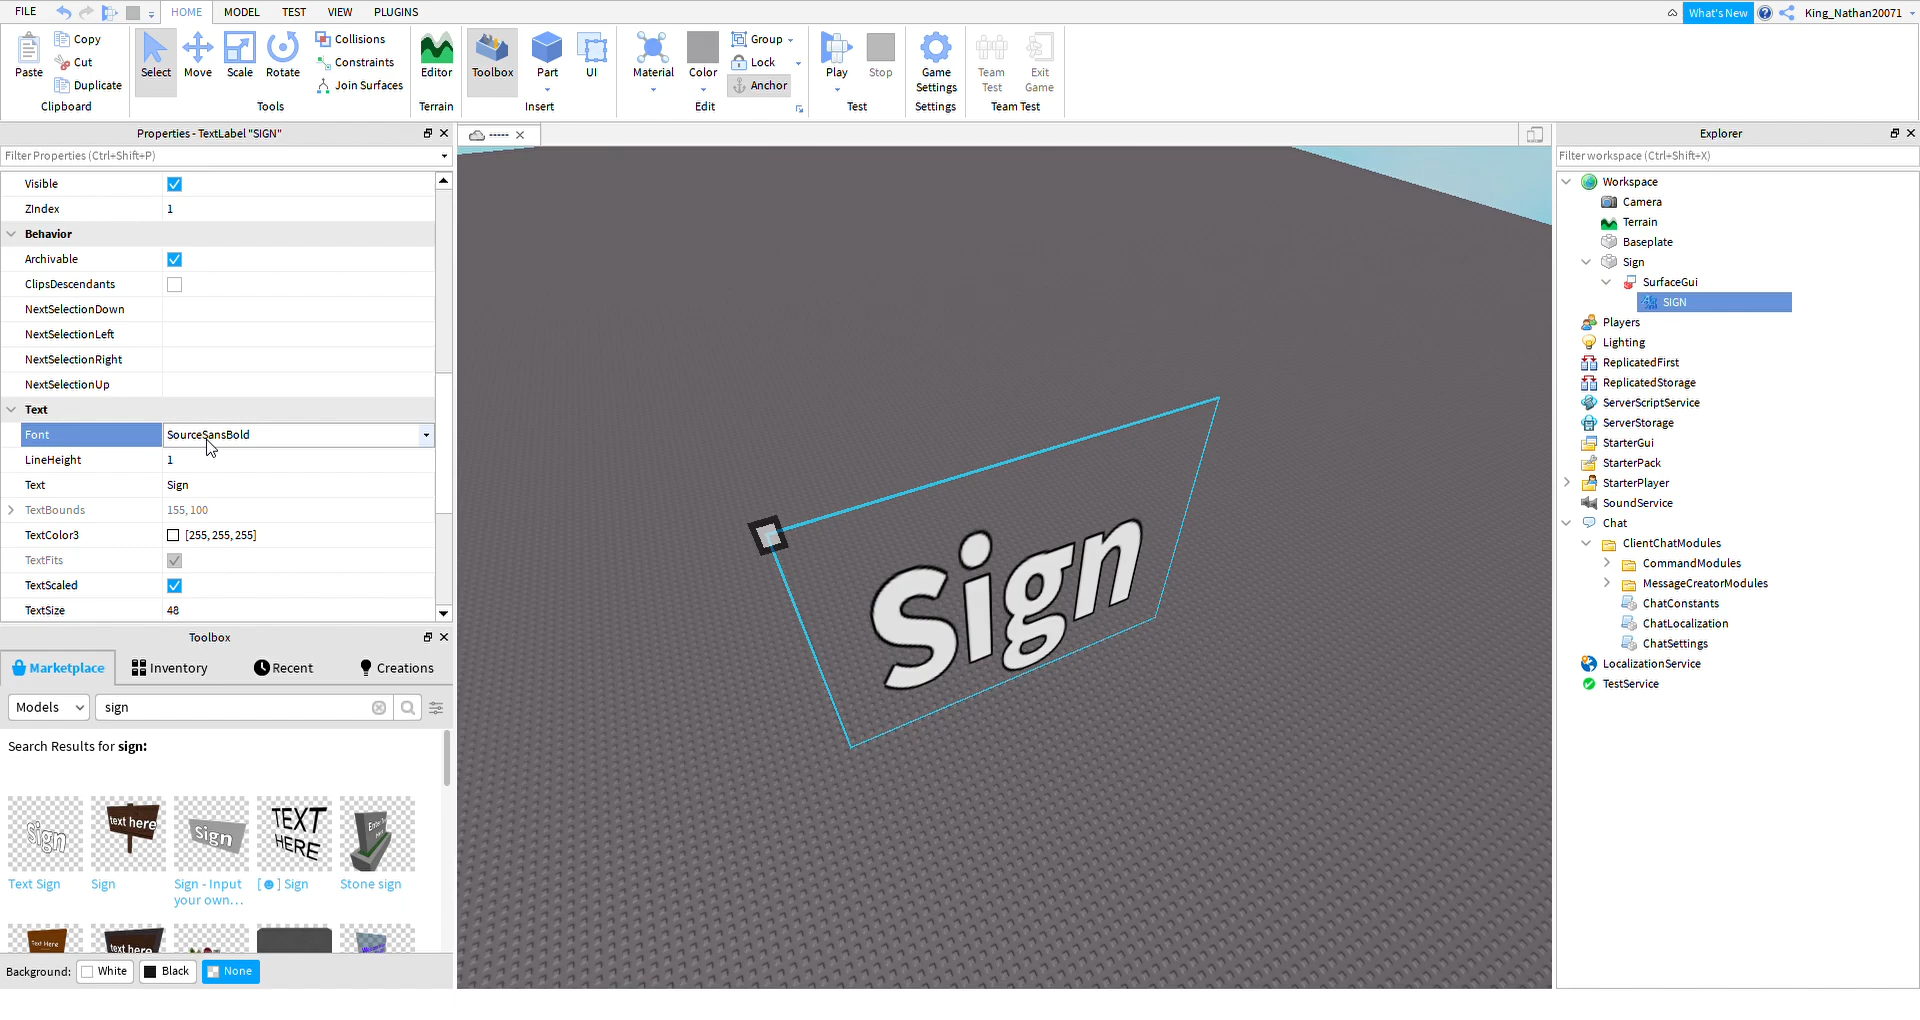 FILE
HOME
MODEL
TEST
VIEW
PLUGINS
What's New
King_Nathan20071
Paste
Copy
Cut
Duplicate
Clipboard
Select
Move
Scale
Rotate
Collisions
Constraints
Join Surfaces
Tools
Editor
Terrain
Toolbox
Part
UI
Insert
Material
Color
Group
Lock
Anchor
Edit
Play
Stop
Test
Game Settings
Settings
Team Test
Exit Game
Team Test
Properties - TextLabel "SIGN"
Filter Properties (Ctrl+Shift+P)
Visible
ZIndex 1
Behavior
Archivable
ClipsDescendants
NextSelectionDown
NextSelectionLeft
NextSelectionRight
NextSelectionUp
Text
Font SourceSansBold
LineHeight 1
Text Sign
TextBounds 155, 100
TextColor3 [255, 255, 255]
TextFits
TextScaled
TextSize 48
Toolbox
Marketplace
Inventory
Recent
Creations
Models
sign
Search Results for sign:
Sign
text here
Sign
TEXT
HERE
Text Sign
Sign
Sign - Input
your own...
[☻] Sign
Stone sign
Text Here
text here
Background:
White
Black
None
-----
Sign
Explorer
Filter workspace (Ctrl+Shift+X)
Workspace
Camera
Terrain
Baseplate
Sign
SurfaceGui
SIGN
Players
Lighting
ReplicatedFirst
ReplicatedStorage
ServerScriptService
ServerStorage
StarterGui
StarterPack
StarterPlayer
SoundService
Chat
ClientChatModules
CommandModules
MessageCreatorModules
ChatConstants
ChatLocalization
ChatSettings
LocalizationService
TestService